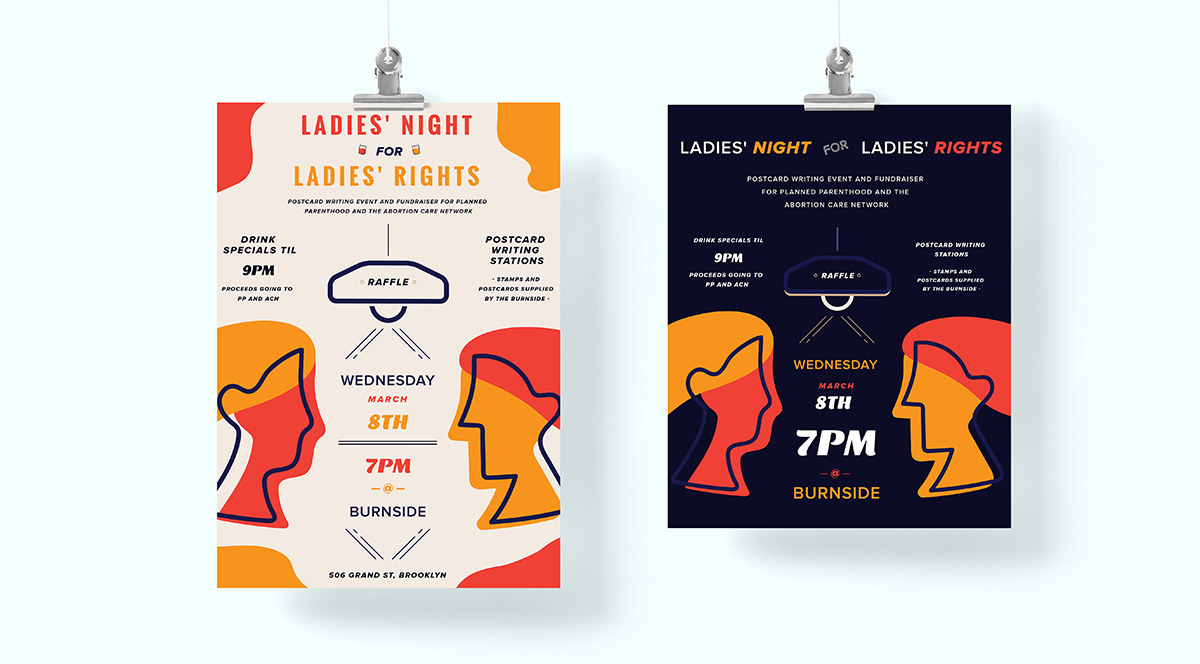 LADIES' NIGHT
FOR
LADIES' RIGHTS
POSTCARD WRITING EVENT AND FUNDRAISER FOR PLANNED
PARENTHOOD AND THE ABORTION CARE NETWORK
DRINK
SPECIALS TIL
9PM
PROCEEDS GOING TO
PP AND ACN
RAFFLE
POSTCARD
WRITING
STATIONS
- STAMPS AND
POSTCARDS SUPPLIED
BY THE BURNSIDE -
WEDNESDAY
MARCH
8TH
7PM
— @ —
BURNSIDE
506 GRAND ST, BROOKLYN
LADIES' NIGHT FOR LADIES' RIGHTS
POSTCARD WRITING EVENT AND FUNDRAISER
FOR PLANNED PARENTHOOD AND THE
ABORTION CARE NETWORK
DRINK SPECIALS TIL
9PM
PROCEEDS GOING TO
PP AND ACN
RAFFLE
POSTCARD WRITING
STATIONS
- STAMPS AND
POSTCARDS SUPPLIED
BY THE BURNSIDE -
WEDNESDAY
MARCH
8TH
7PM
— @ —
BURNSIDE